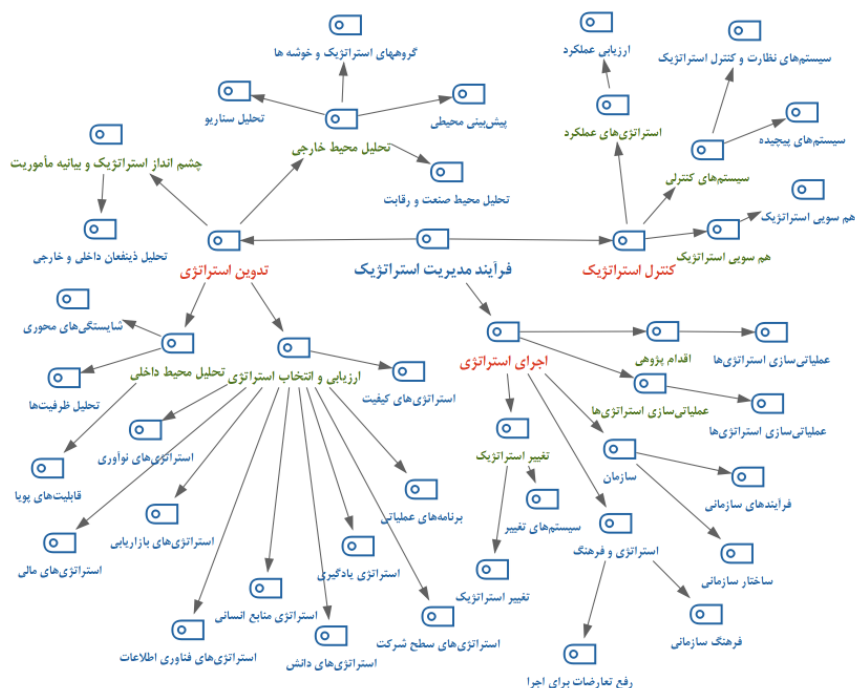 گروههای استراتژیک و خوشه ها
ارزیابی عملکرد
سیستم‌های نظارت و کنترل استراتژیک
تحلیل سناریو
پیش‌بینی محیطی
استراتژی‌های عملکرد
سیستم‌های پیچیده
تحلیل محیط خارجی
چشم انداز استراتژیک و بیانیه مأموریت
سیستم‌های کنترلی
تحلیل محیط صنعت و رقابت
هم سویی استراتژیک
هم سویی استراتژیک
تحلیل ذینفعان داخلی و خارجی
کنترل استراتژیک
فرآیند مدیریت استراتژیک
تدوین استراتژی
شایستگی‌های محوری
اجرای استراتژی
اقدام پژوهی
عملیاتی‌سازی استراتژی‌ها
تحلیل محیط داخلی
ارزیابی و انتخاب استراتژی
استراتژی‌های کیفیت
تحلیل ظرفیت‌ها
عملیاتی‌سازی استراتژی‌ها
عملیاتی‌سازی استراتژی‌ها
استراتژی‌های نوآوری
تغییر استراتژیک
سازمان
قابلیت‌های پویا
فرآیندهای سازمانی
برنامه‌های عملیاتی
سیستم‌های تغییر
استراتژی‌های بازاریابی
استراتژی و فرهنگ
استراتژی‌های مالی
استراتژی یادگیری
ساختار سازمانی
تغییر استراتژیک
استراتژی منابع انسانی
استراتژی‌های سطح شرکت
فرهنگ سازمانی
استراتژی‌های فناوری اطلاعات
استراتژی‌های دانش
رفع تعارضات برای اجرا